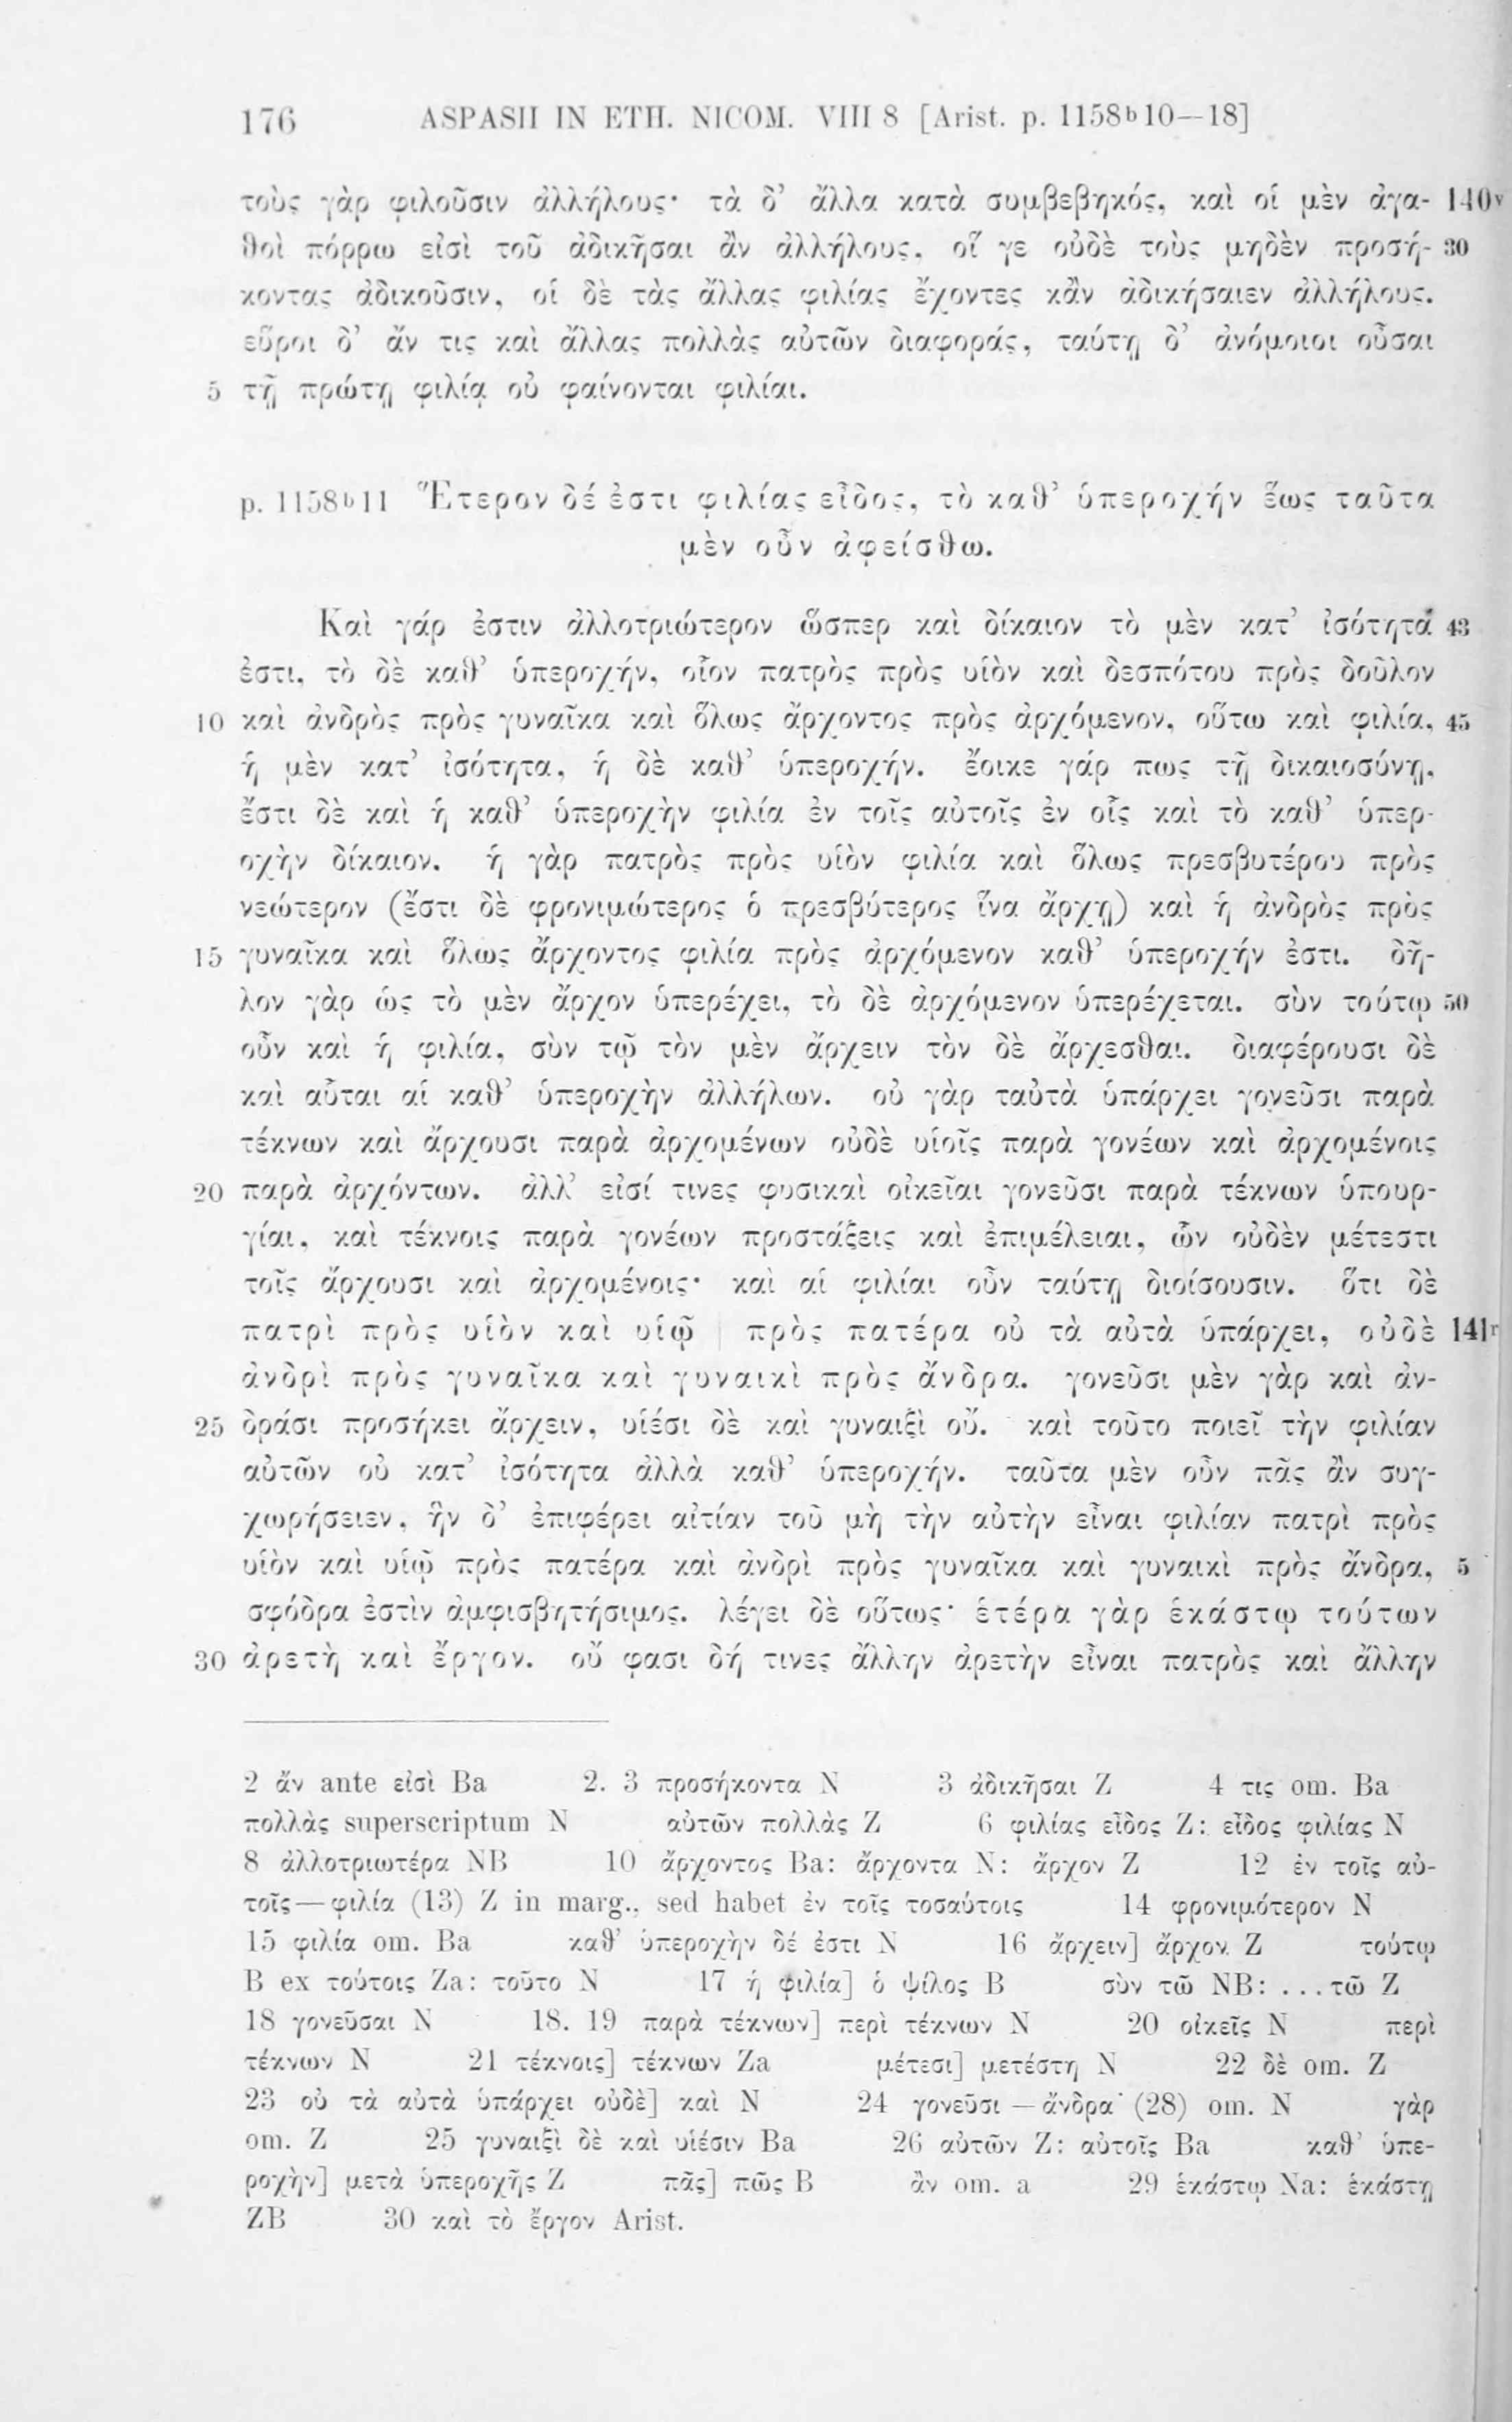 176 ASPASII IN ETH. NICOM. VIII 8 [Arist. p. 1158ᵇ10—18]
τοὺς γὰρ φιλοῦσιν ἀλλήλους· τὰ δ’ ἄλλα κατὰ συμβεβηκός, καὶ οἱ μὲν ἀγα- 140ᵛ
θοὶ πόρρω εἰσὶ τοῦ ἀδικῆσαι ἂν ἀλλήλους, οἵ γε οὐδὲ τοὺς μηδὲν προσή- 30
κοντας ἀδικοῦσιν, οἱ δὲ τὰς ἄλλας φιλίας ἔχοντες κἂν ἀδικήσαιεν ἀλλήλους.
εὕροι δ’ ἄν τις καὶ ἄλλας πολλὰς αὐτῶν διαφοράς, ταύτῃ δ’ ἀνόμοιοι οὖσαι
5 τῇ πρώτῃ φιλίᾳ οὐ φαίνονται φιλίαι.
p. 1158ᵇ11 Ἕτερον δέ ἐστι φιλίας εἶδος, τὸ καθ’ ὑπεροχήν ἕως ταῦτα
μὲν οὖν ἀφείσθω.
Καὶ γάρ ἐστιν ἀλλοτριώτερον ὥσπερ καὶ δίκαιον τὸ μὲν κατ’ ἰσότητά 43
ἐστι, τὸ δὲ καθ’ ὑπεροχήν, οἷον πατρὸς πρὸς υἱὸν καὶ δεσπότου πρὸς δοῦλον
10 καὶ ἀνδρὸς πρὸς γυναῖκα καὶ ὅλως ἄρχοντος πρὸς ἀρχόμενον, οὕτω καὶ φιλία, 45
ἡ μὲν κατ’ ἰσότητα, ἡ δὲ καθ’ ὑπεροχήν. ἔοικε γάρ πως τῇ δικαιοσύνῃ,
ἔστι δὲ καὶ ἡ καθ’ ὑπεροχὴν φιλία ἐν τοῖς αὐτοῖς ἐν οἷς καὶ τὸ καθ’ ὑπερ-
οχὴν δίκαιον. ἡ γὰρ πατρὸς πρὸς υἱὸν φιλία καὶ ὅλως πρεσβυτέρου πρὸς
νεώτερον (ἔστι δὲ φρονιμώτερος ὁ πρεσβύτερος ἵνα ἄρχῃ) καὶ ἡ ἀνδρὸς πρὸς
15 γυναῖκα καὶ ὅλως ἄρχοντος φιλία πρὸς ἀρχόμενον καθ’ ὑπεροχήν ἐστι. δῆ-
λον γὰρ ὡς τὸ μὲν ἄρχον ὑπερέχει, τὸ δὲ ἀρχόμενον ὑπερέχεται. σὺν τούτῳ 50
οὖν καὶ ἡ φιλία, σὺν τῷ τὸν μὲν ἄρχειν τὸν δὲ ἄρχεσθαι. διαφέρουσι δὲ
καὶ αὗται αἱ καθ’ ὑπεροχὴν ἀλλήλων. οὐ γὰρ ταὐτὰ ὑπάρχει γονεῦσι παρὰ
τέκνων καὶ ἄρχουσι παρὰ ἀρχομένων οὐδὲ υἱοῖς παρὰ γονέων καὶ ἀρχομένοις
20 παρὰ ἀρχόντων. ἀλλ’ εἰσί τινες φυσικαὶ οἰκεῖαι γονεῦσι παρὰ τέκνων ὑπουρ-
γίαι, καὶ τέκνοις παρὰ γονέων προστάξεις καὶ ἐπιμέλειαι, ὧν οὐδὲν μέτεστι
τοῖς ἄρχουσι καὶ ἀρχομένοις· καὶ αἱ φιλίαι οὖν ταύτῃ διοίσουσιν. ὅτι δὲ
πατρὶ πρὸς υἱὸν καὶ υἱῷ | πρὸς πατέρα οὐ τὰ αὐτὰ ὑπάρχει, οὐδὲ 141ʳ
ἀνδρὶ πρὸς γυναῖκα καὶ γυναικὶ πρὸς ἄνδρα. γονεῦσι μὲν γὰρ καὶ ἀν-
25 δράσι προσήκει ἄρχειν, υἱέσι δὲ καὶ γυναιξὶ οὔ. καὶ τοῦτο ποιεῖ τὴν φιλίαν
αὐτῶν οὐ κατ’ ἰσότητα ἀλλὰ καθ’ ὑπεροχήν. ταῦτα μὲν οὖν πᾶς ἂν συγ-
χωρήσειεν, ἣν δ’ ἐπιφέρει αἰτίαν τοῦ μὴ τὴν αὐτὴν εἶναι φιλίαν πατρὶ πρὸς
υἱὸν καὶ υἱῷ πρὸς πατέρα καὶ ἀνδρὶ πρὸς γυναῖκα καὶ γυναικὶ πρὸς ἄνδρα, 5
σφόδρα ἐστὶν ἀμφισβητήσιμος. λέγει δὲ οὕτως· ἑτέρα γὰρ ἑκάστῳ τούτων
30 ἀρετὴ καὶ ἔργον. οὔ φασι δή τινες ἄλλην ἀρετὴν εἶναι πατρὸς καὶ ἄλλην
2 ἄν ante εἰσὶ Ba 2. 3 προσήκοντα N 3 ἀδικῆσαι Z 4 τις om. Ba
πολλὰς superscriptum N αὐτῶν πολλὰς Z 6 φιλίας εἶδος Z: εἶδος φιλίας N
8 ἀλλοτριωτέρα NB 10 ἄρχοντος Ba: ἄρχοντα N: ἄρχον Z 12 ἐν τοῖς αὐ-
τοῖς—φιλία (13) Z in marg., sed habet ἐν τοῖς τοσαύτοις 14 φρονιμότερον N
15 φιλία om. Ba καθ’ ὑπεροχὴν δέ ἐστι N 16 ἄρχειν] ἄρχον Z τούτῳ
B ex τούτοις Za: τοῦτο N 17 ἡ φιλία] ὁ ψίλος B σὺν τῶ NB: ...τῶ Z
18 γονεῦσαι N 18. 19 παρὰ τέκνων] περὶ τέκνων N 20 οἰκεῖς N περὶ
τέκνων N 21 τέκνοις] τέκνων Za μέτεσι] μετέστη N 22 δὲ om. Z
23 οὐ τὰ αὐτὰ ὑπάρχει οὐδὲ] καὶ N 24 γονεῦσι — ἄνδρα (28) om. N γὰρ
om. Z 25 γυναιξὶ δὲ καὶ υἱέσιν Ba 26 αὐτῶν Z: αὐτοῖς Ba καθ’ ὑπε-
ροχὴν] μετὰ ὑπεροχῆς Z πᾶς] πῶς B ἂν om. a 29 ἑκάστῳ Na: ἑκάστῃ
ZB 30 καὶ τὸ ἔργον Arist.